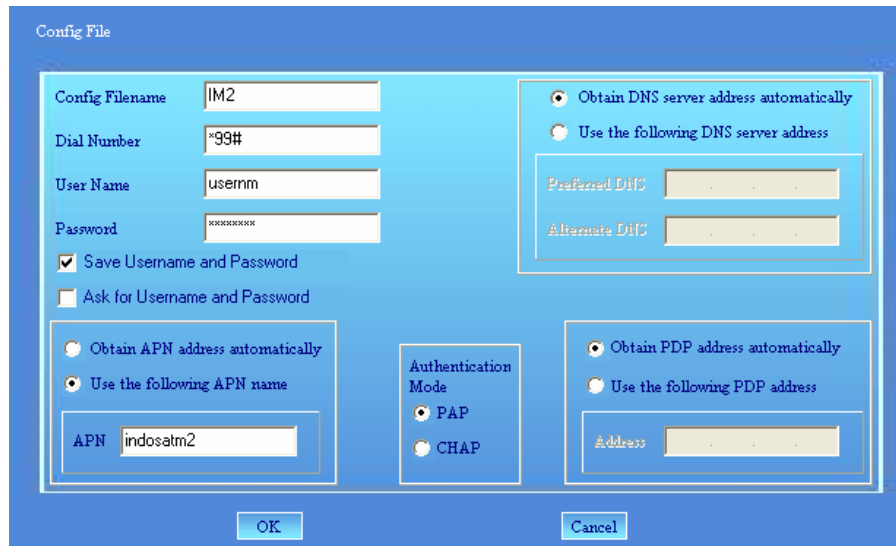 Config File
Config Filename IM2
Dial Number *99#
User Name usernm
Password ********
Save Username and Password
Ask for Username and Password
Obtain DNS server address automatically
Use the following DNS server address
Preferred DNS . . .
Alternate DNS . . .
Obtain APN address automatically
Use the following APN name
APN indosatm2
Authentication
Mode
PAP
CHAP
Obtain PDP address automatically
Use the following PDP address
Address . . .
OK Cancel